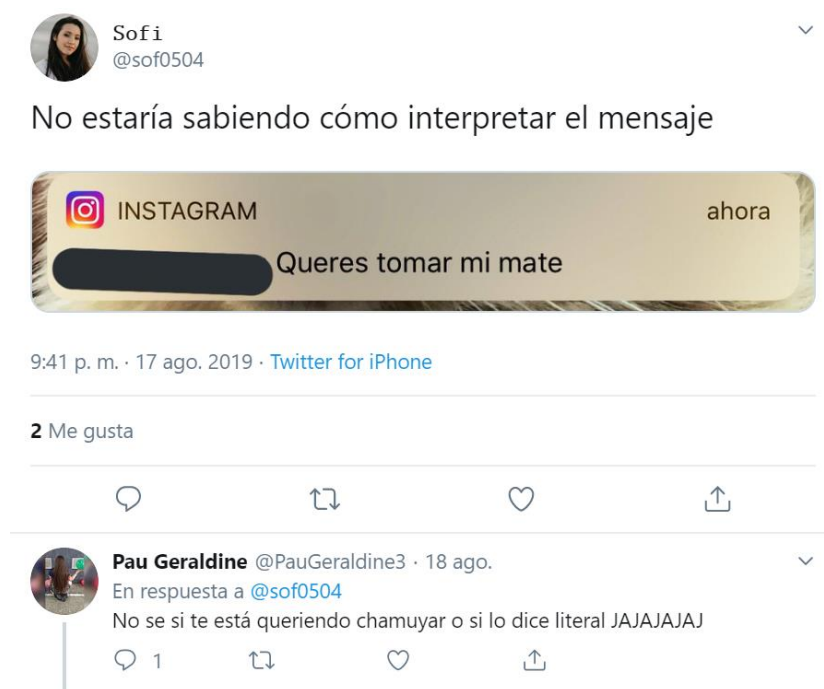 Sofi
@sof0504
No estaría sabiendo cómo interpretar el mensaje
INSTAGRAM ahora
Queres tomar mi mate
9:41 p. m. · 17 ago. 2019 · Twitter for iPhone
2 Me gusta
Pau Geraldine @PauGeraldine3 · 18 ago.
En respuesta a @sof0504
No se si te está queriendo chamuyar o si lo dice literal JAJAJAJAJ
1